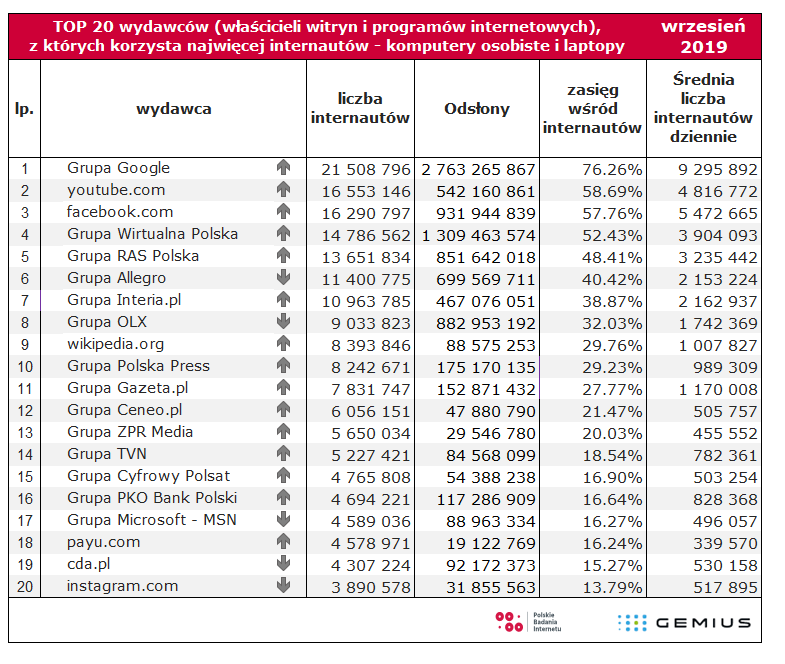 TOP 20 wydawców (właścicieli witryn i programów internetowych),
z których korzysta najwięcej internautów - komputery osobiste i laptopy
wrzesień
2019
lp.
wydawca
liczba
internautów
Odsłony
zasięg
wśród
internautów
Średnia
liczba
internautów
dziennie
1 Grupa Google 21 508 796 2 763 265 867 76.26% 9 295 892
2 youtube.com 16 553 146 542 160 861 58.69% 4 816 772
3 facebook.com 16 290 797 931 944 839 57.76% 5 472 665
4 Grupa Wirtualna Polska 14 786 562 1 309 463 574 52.43% 3 904 093
5 Grupa RAS Polska 13 651 834 851 642 018 48.41% 3 235 442
6 Grupa Allegro 11 400 775 699 569 711 40.42% 2 153 224
7 Grupa Interia.pl 10 963 785 467 076 051 38.87% 2 162 937
8 Grupa OLX 9 033 823 882 953 192 32.03% 1 742 369
9 wikipedia.org 8 393 846 88 575 253 29.76% 1 007 827
10 Grupa Polska Press 8 242 671 175 170 135 29.23% 989 309
11 Grupa Gazeta.pl 7 831 747 152 871 432 27.77% 1 170 008
12 Grupa Ceneo.pl 6 056 151 47 880 790 21.47% 505 757
13 Grupa ZPR Media 5 650 034 29 546 780 20.03% 455 552
14 Grupa TVN 5 227 421 84 568 099 18.54% 782 361
15 Grupa Cyfrowy Polsat 4 765 808 54 388 238 16.90% 503 254
16 Grupa PKO Bank Polski 4 694 221 117 286 909 16.64% 828 368
17 Grupa Microsoft - MSN 4 589 036 88 963 334 16.27% 496 057
18 payu.com 4 578 971 19 122 769 16.24% 339 570
19 cda.pl 4 307 224 92 172 373 15.27% 530 158
20 instagram.com 3 890 578 31 855 563 13.79% 517 895
Polskie
Badania
Internetu
GEMIUS